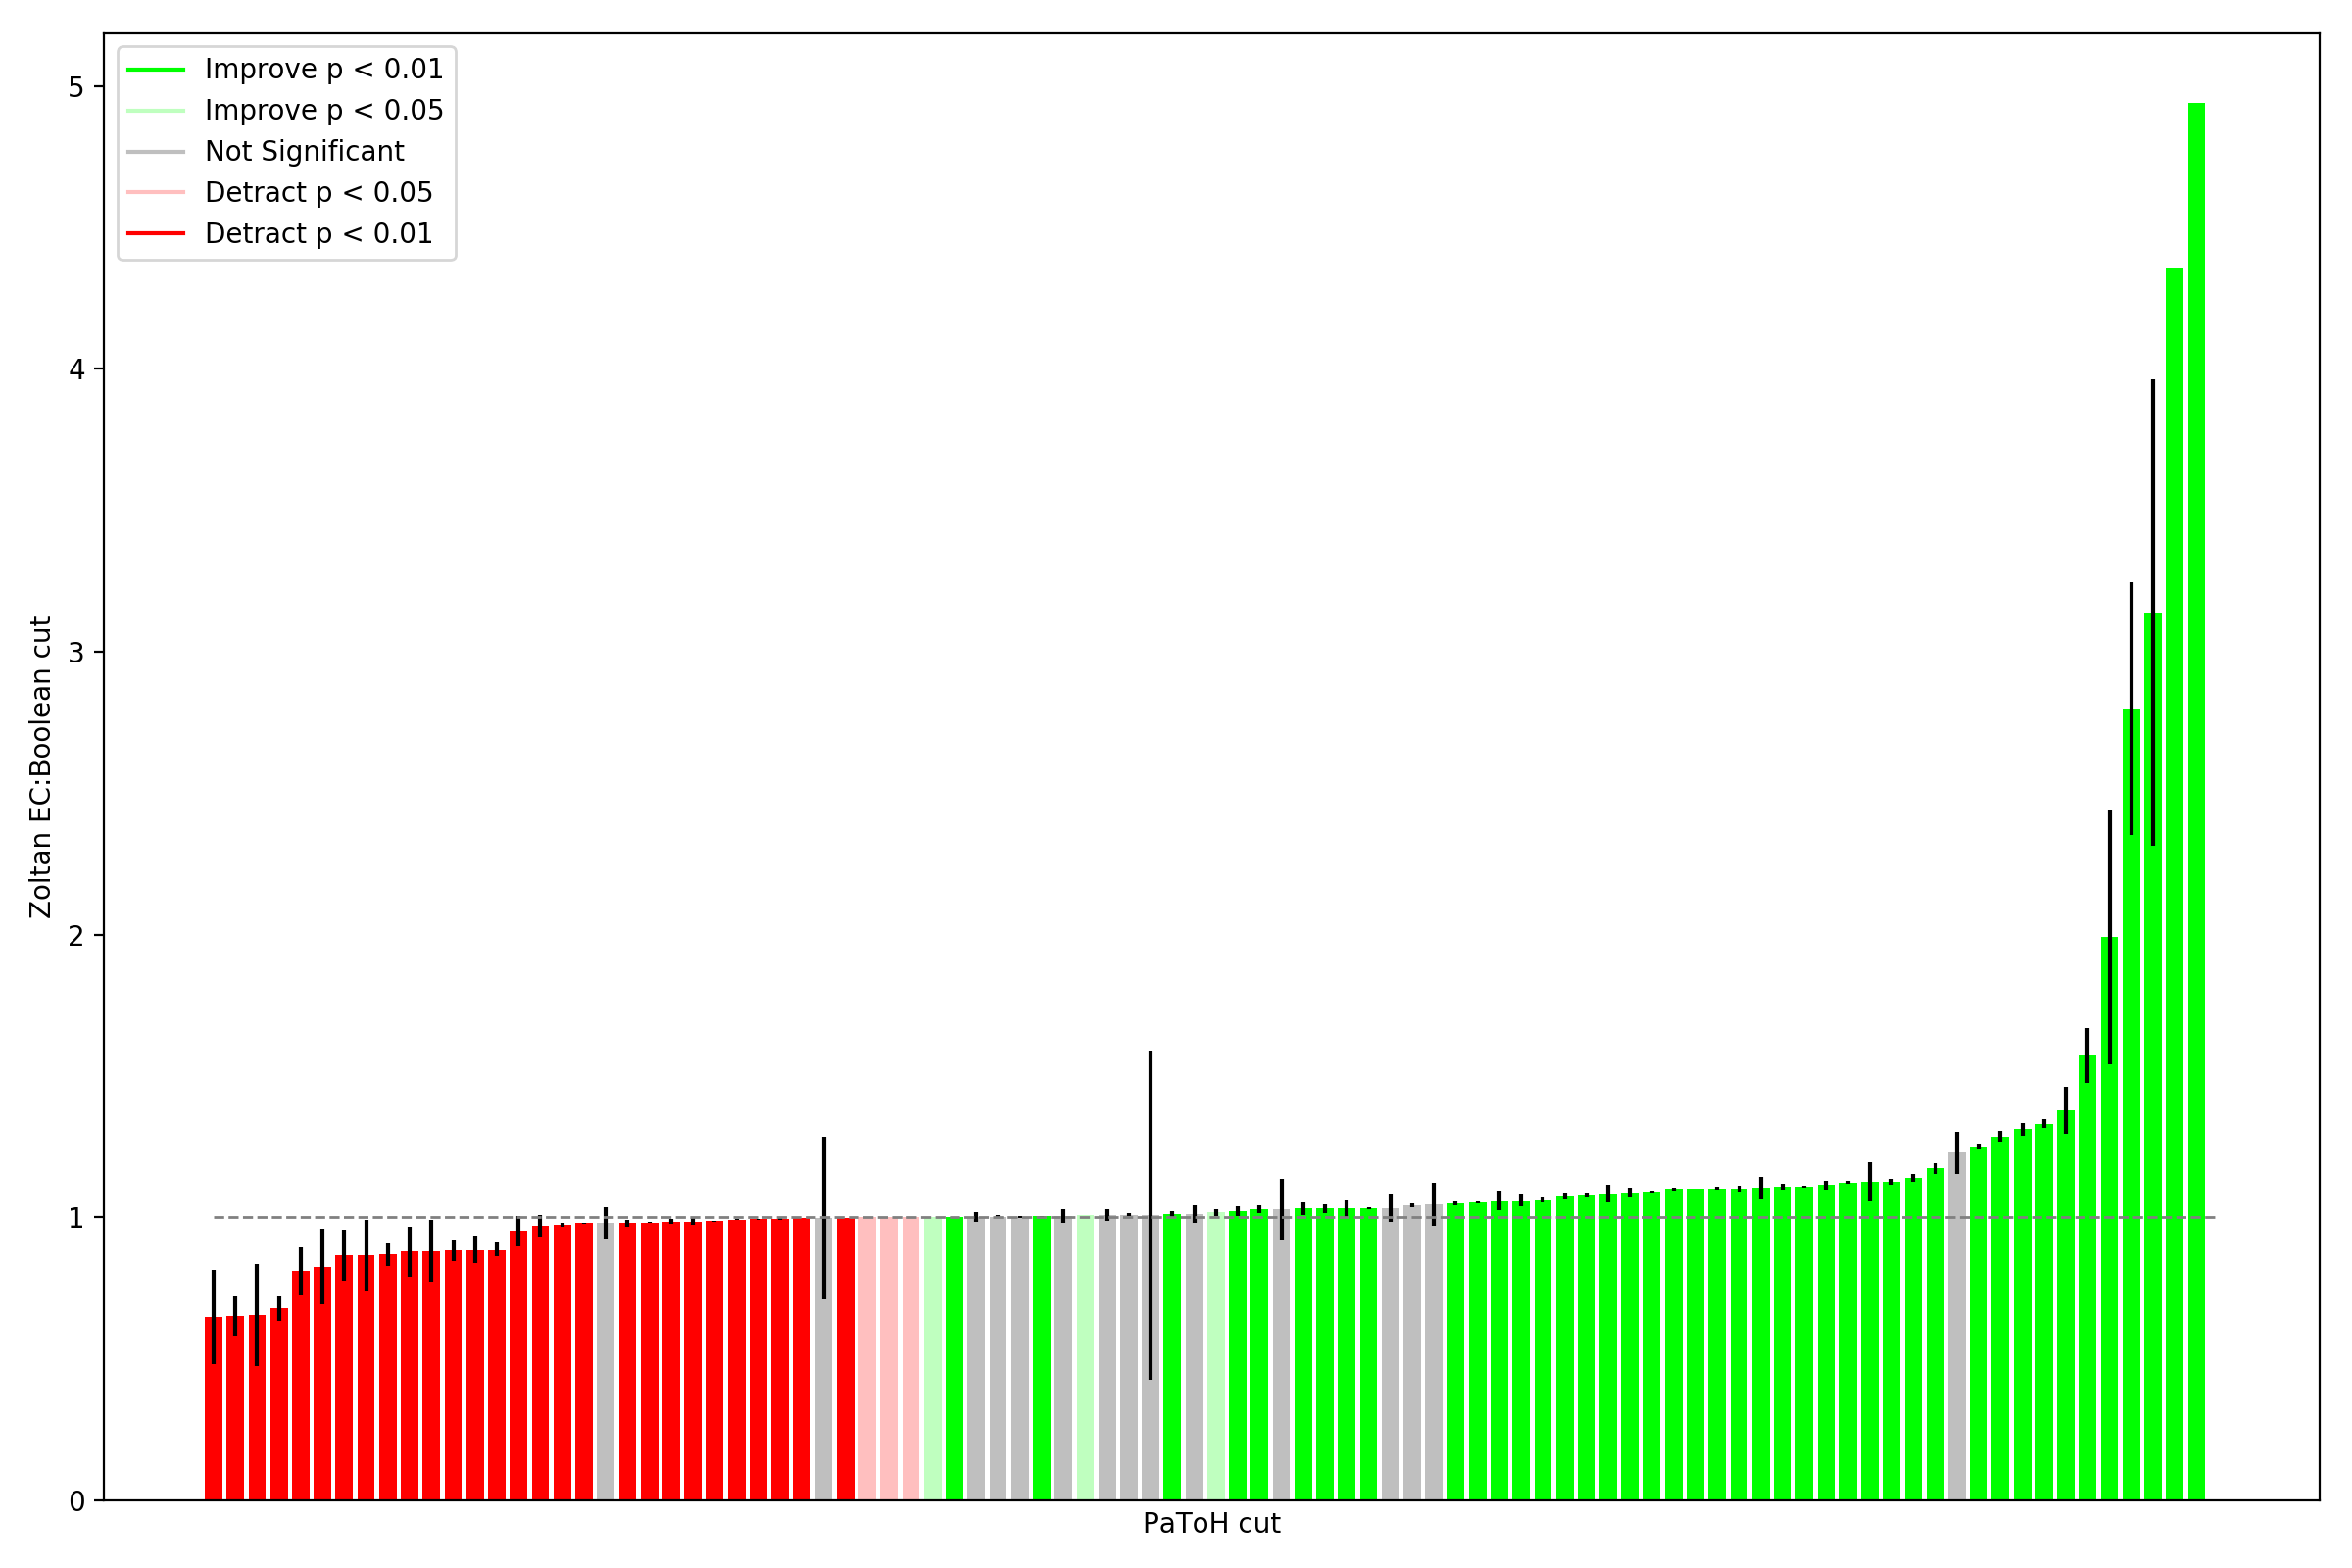 Improve p < 0.01
Improve p < 0.05
Not Significant
Detract p < 0.05
Detract p < 0.01
5
4
3
2
1
0
Zoltan EC:Boolean cut
PaToH cut